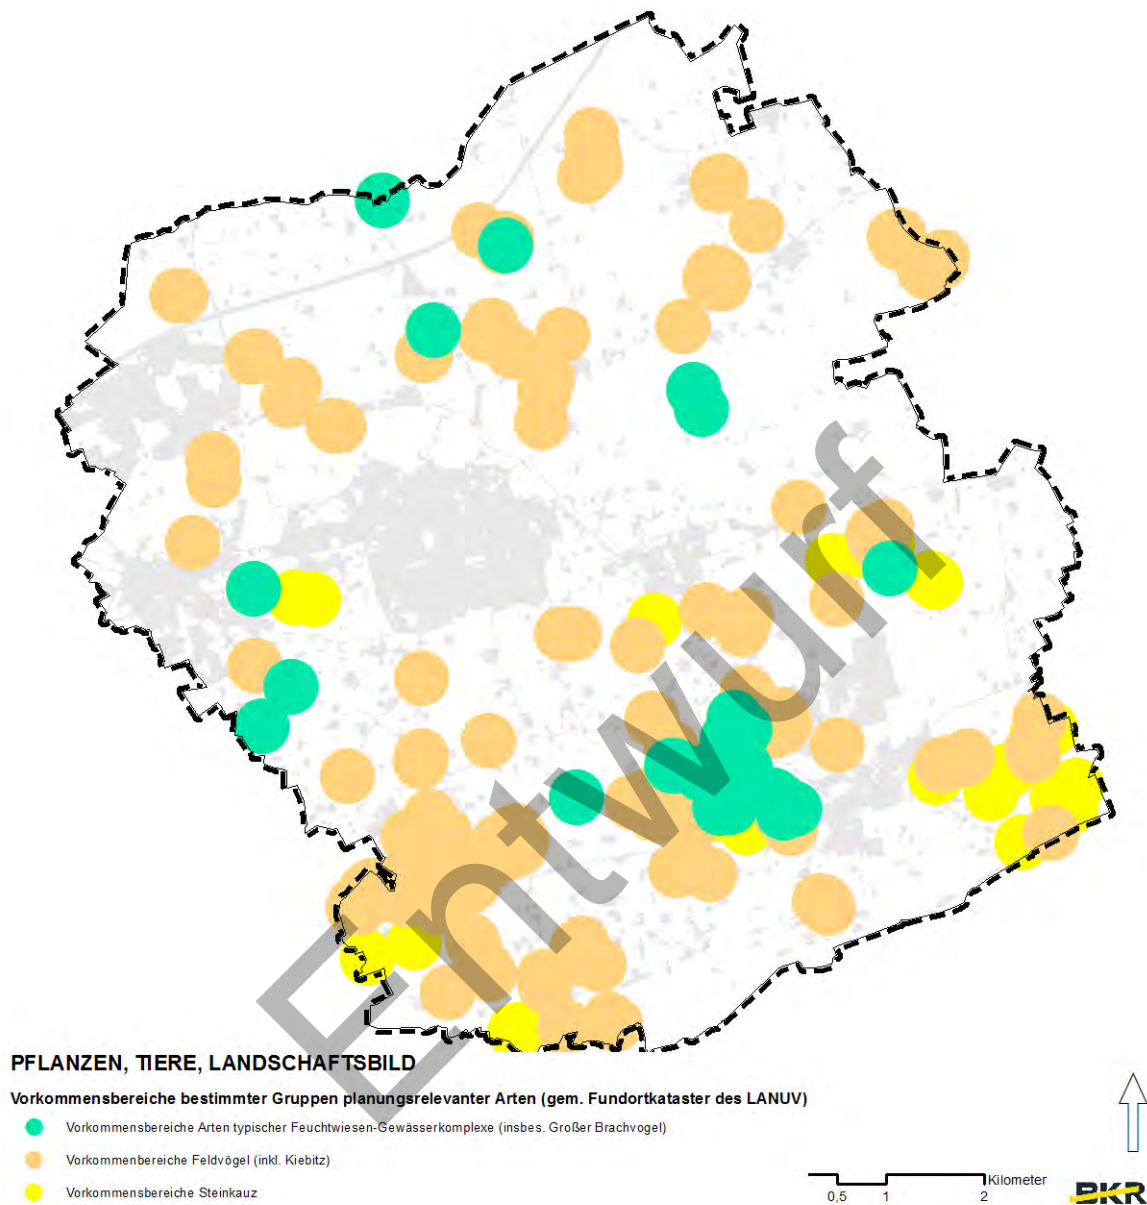 Entwurf
PFLANZEN, TIERE, LANDSCHAFTSBILD
Vorkommensbereiche bestimmter Gruppen planungsrelevanter Arten (gem. Fundortkataster des LANUV)
Vorkommensbereiche Arten typischer Feuchtwiesen-Gewässerkomplexe (insbes. Großer Brachvogel)
Vorkommenbereiche Feldvögel (inkl. Kiebitz)
Vorkommensbereiche Steinkauz
Kilometer
0,5 1 2
BKR